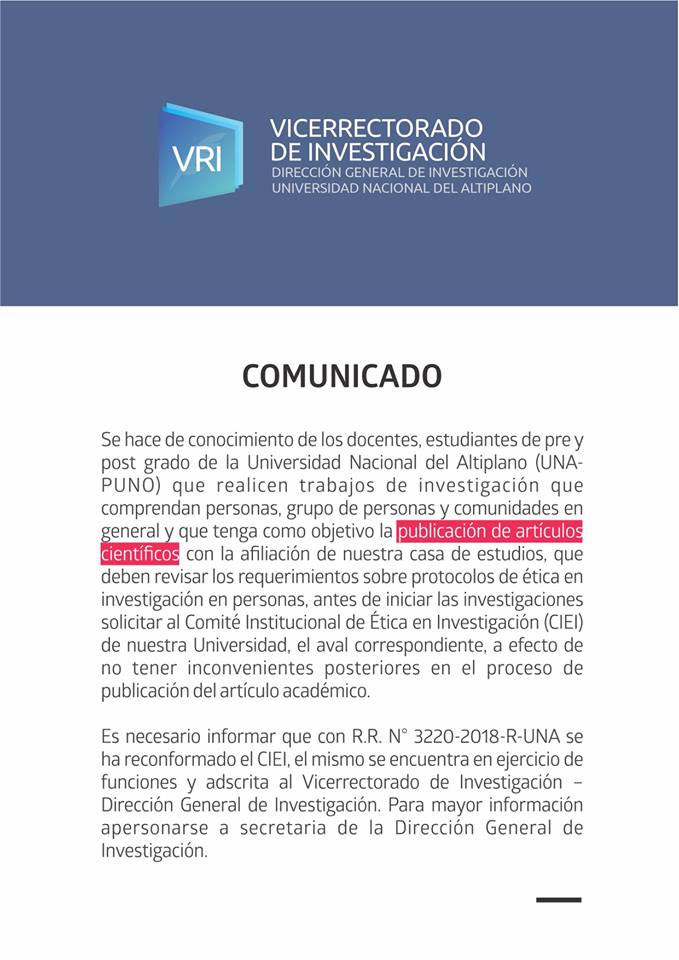 VRI
VICERRECTORADO
DE INVESTIGACIÓN
DIRECCIÓN GENERAL DE INVESTIGACIÓN
UNIVERSIDAD NACIONAL DEL ALTIPLANO
COMUNICADO
Se hace de conocimiento de los docentes, estudiantes de pre y
post grado de la Universidad Nacional del Altiplano (UNA-
PUNO) que realicen trabajos de investigación que
comprendan personas, grupo de personas y comunidades en
general y que tenga como objetivo la publicación de artículos
científicos con la afiliación de nuestra casa de estudios, que
deben revisar los requerimientos sobre protocolos de ética en
investigación en personas, antes de iniciar las investigaciones
solicitar al Comité Institucional de Ética en Investigación (CIEI)
de nuestra Universidad, el aval correspondiente, a efecto de
no tener inconvenientes posteriores en el proceso de
publicación del artículo académico.
Es necesario informar que con R.R. N° 3220-2018-R-UNA se
ha reconformado el CIEI, el mismo se encuentra en ejercicio de
funciones y adscrita al Vicerrectorado de Investigación –
Dirección General de Investigación. Para mayor información
apersonarse a secretaria de la Dirección General de
Investigación.